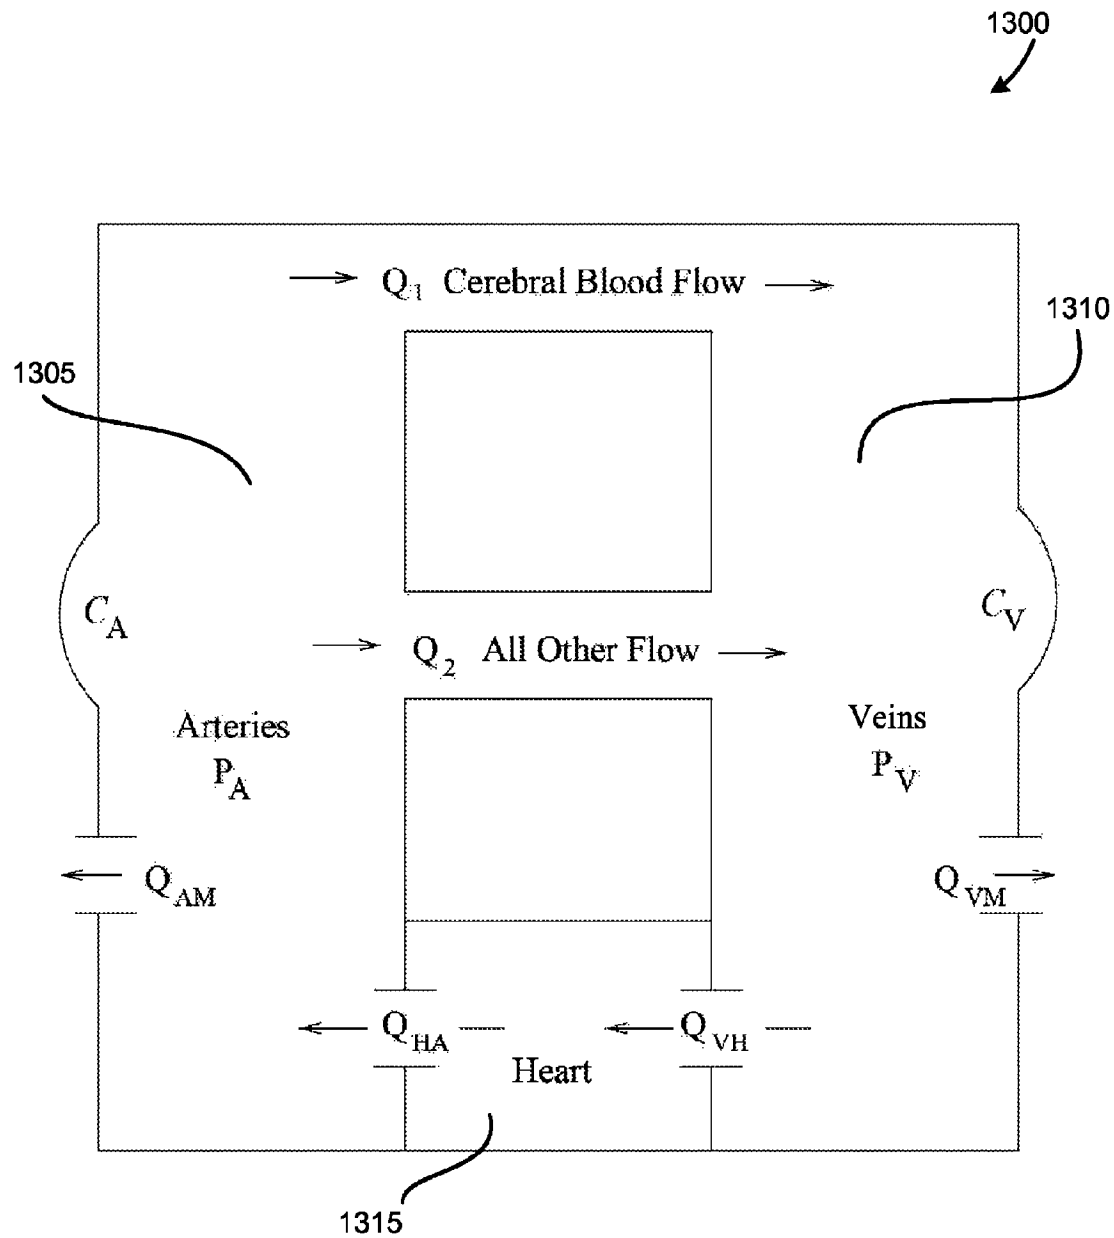 1300
Q1 Cerebral Blood Flow
1310
1305
CA
CV
Q2 All Other Flow
Arteries
PA
Veins
PV
QAM
QVM
QHA
QVH
Heart
1315